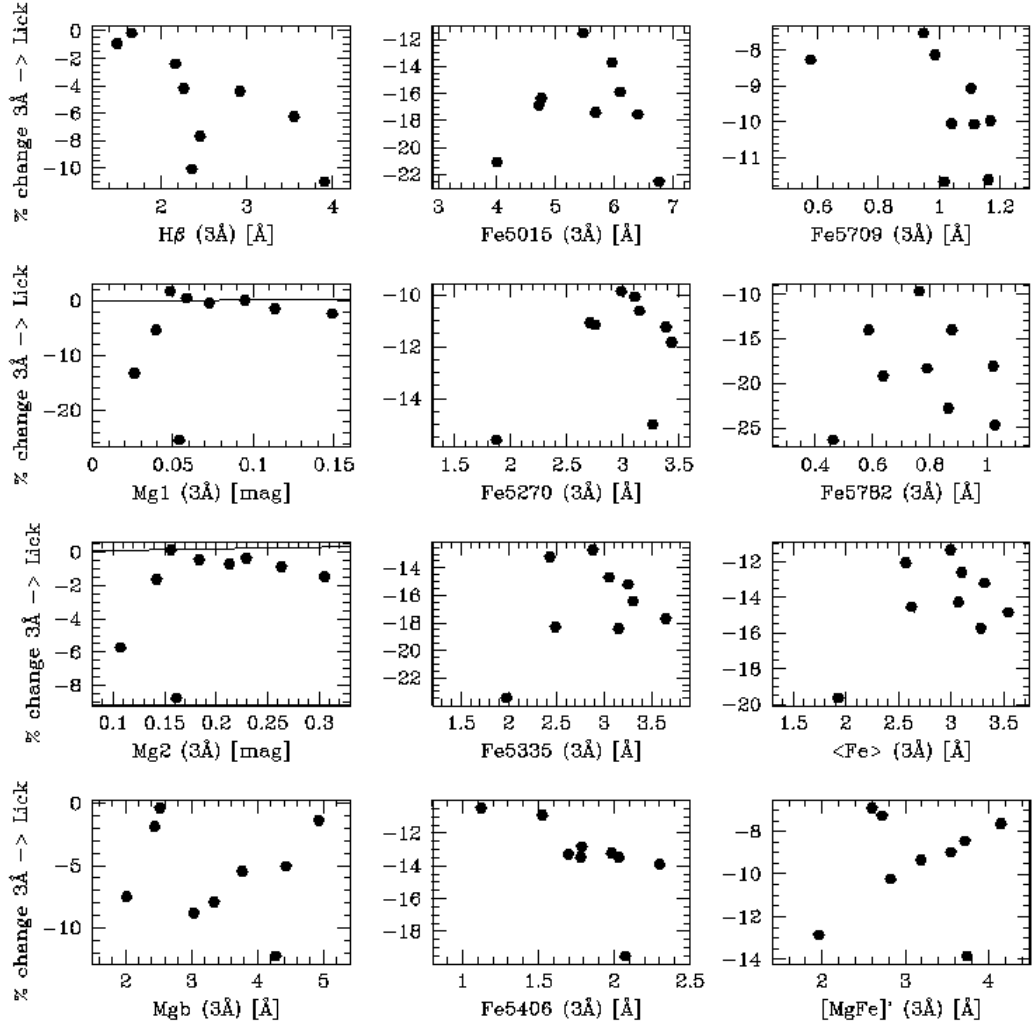 % change 3Å -> Lick
0
-2
-4
-6
-8
-10
2 3 4
Hβ (3Å) [Å]
-12
-14
-16
-18
-20
-22
3 4 5 6 7
Fe5015 (3Å) [Å]
-8
-9
-10
-11
0.6 0.8 1 1.2
Fe5709 (3Å) [Å]
% change 3Å -> Lick
0
-10
-20
0 0.05 0.1 0.15
Mg1 (3Å) [mag]
-10
-12
-14
1.5 2 2.5 3 3.5
Fe5270 (3Å) [Å]
-10
-15
-20
-25
0.4 0.6 0.8 1
Fe5782 (3Å) [Å]
% change 3Å -> Lick
0
-2
-4
-6
-8
0.1 0.15 0.2 0.25 0.3
Mg2 (3Å) [mag]
-14
-16
-18
-20
-22
1.5 2 2.5 3 3.5
Fe5335 (3Å) [Å]
-12
-14
-16
-18
-20
1.5 2 2.5 3 3.5
<Fe> (3Å) [Å]
% change 3Å -> Lick
0
-5
-10
2 3 4 5
Mgb (3Å) [Å]
-12
-14
-16
-18
1 1.5 2 2.5
Fe5406 (3Å) [Å]
-8
-10
-12
-14
2 3 4
[MgFe]' (3Å) [Å]